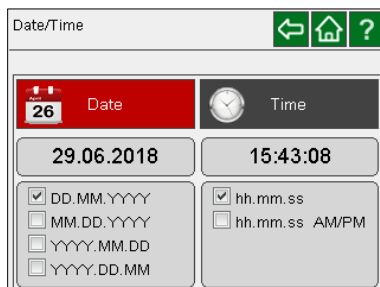 Date/Time
?
April
26
Date
Time
29.06.2018
15:43:08
DD.MM.YYYY
MM.DD.YYYY
YYYY.MM.DD
YYYY.DD.MM
hh.mm.ss
hh.mm.ss AM/PM